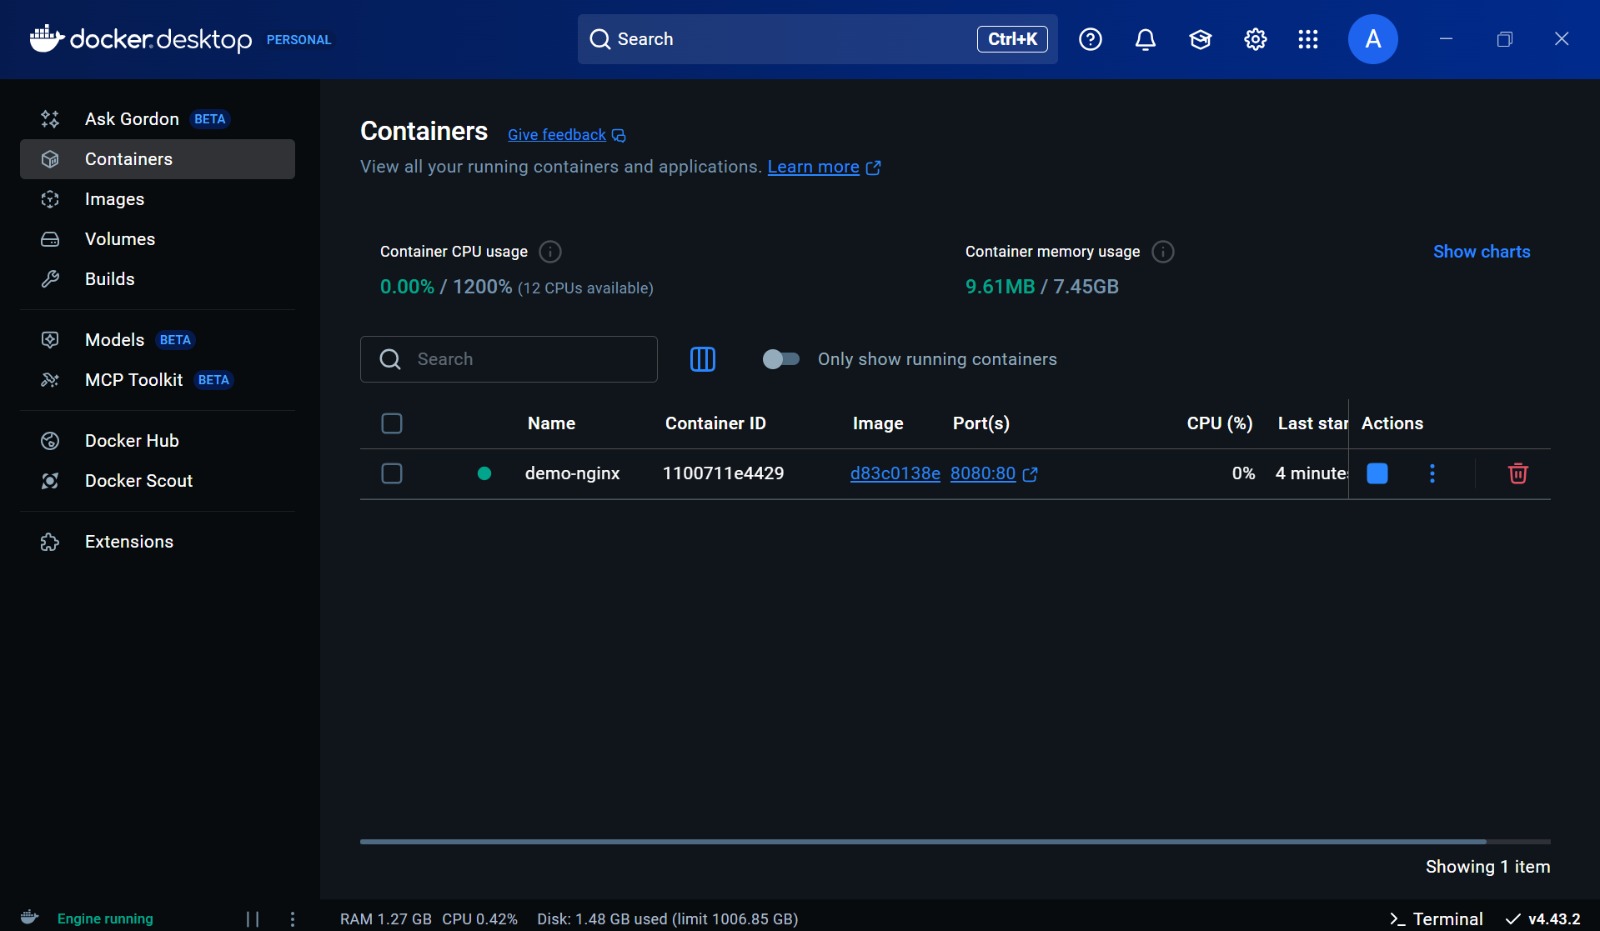 docker.desktop PERSONAL
Search Ctrl+K
A
Ask Gordon BETA
Containers
Images
Volumes
Builds
Models BETA
MCP Toolkit BETA
Docker Hub
Docker Scout
Extensions
Containers Give feedback
View all your running containers and applications. Learn more
Container CPU usage
0.00% / 1200% (12 CPUs available)
Container memory usage
9.61MB / 7.45GB
Show charts
Search
Only show running containers
Name Container ID Image Port(s) CPU (%) Last star Actions
demo-nginx 1100711e4429 d83c0138e 8080:80 0% 4 minutes
Showing 1 item
Engine running
RAM 1.27 GB CPU 0.42% Disk: 1.48 GB used (limit 1006.85 GB)
Terminal
v4.43.2